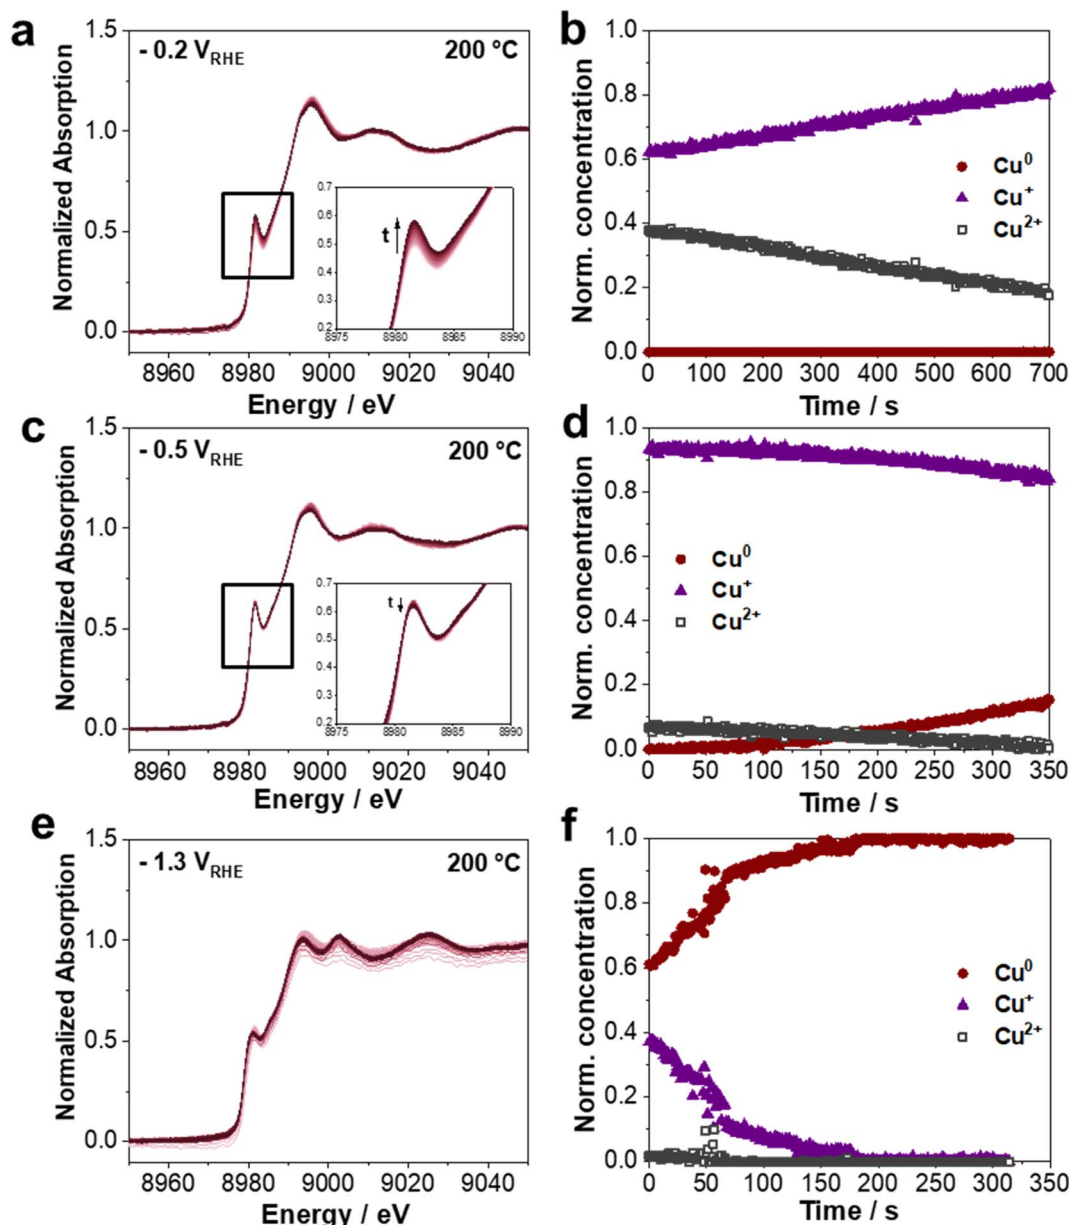 a
- 0.2 V_RHE 200 °C
Normalized Absorption
1.5
1.0
0.5
0.0
t
0.7
0.6
0.5
0.4
0.3
0.2
8975 8980 8985 8990
8960 8980 9000 9020 9040
Energy / eV
b
Norm. concentration
1.0
0.8
0.6
0.4
0.2
0.0
Cu⁰
Cu⁺
Cu²⁺
0 100 200 300 400 500 600 700
Time / s
c
- 0.5 V_RHE 200 °C
Normalized Absorption
1.5
1.0
0.5
0.0
t
0.7
0.6
0.5
0.4
0.3
0.2
8975 8980 8985 8990
8960 8980 9000 9020 9040
Energy / eV
d
Norm. concentration
1.0
0.8
0.6
0.4
0.2
0.0
Cu⁰
Cu⁺
Cu²⁺
0 50 100 150 200 250 300 350
Time / s
e
- 1.3 V_RHE 200 °C
Normalized Absorption
1.5
1.0
0.5
0.0
8960 8980 9000 9020 9040
Energy / eV
f
Norm. concentration
1.0
0.8
0.6
0.4
0.2
0.0
Cu⁰
Cu⁺
Cu²⁺
0 50 100 150 200 250 300 350
Time / s